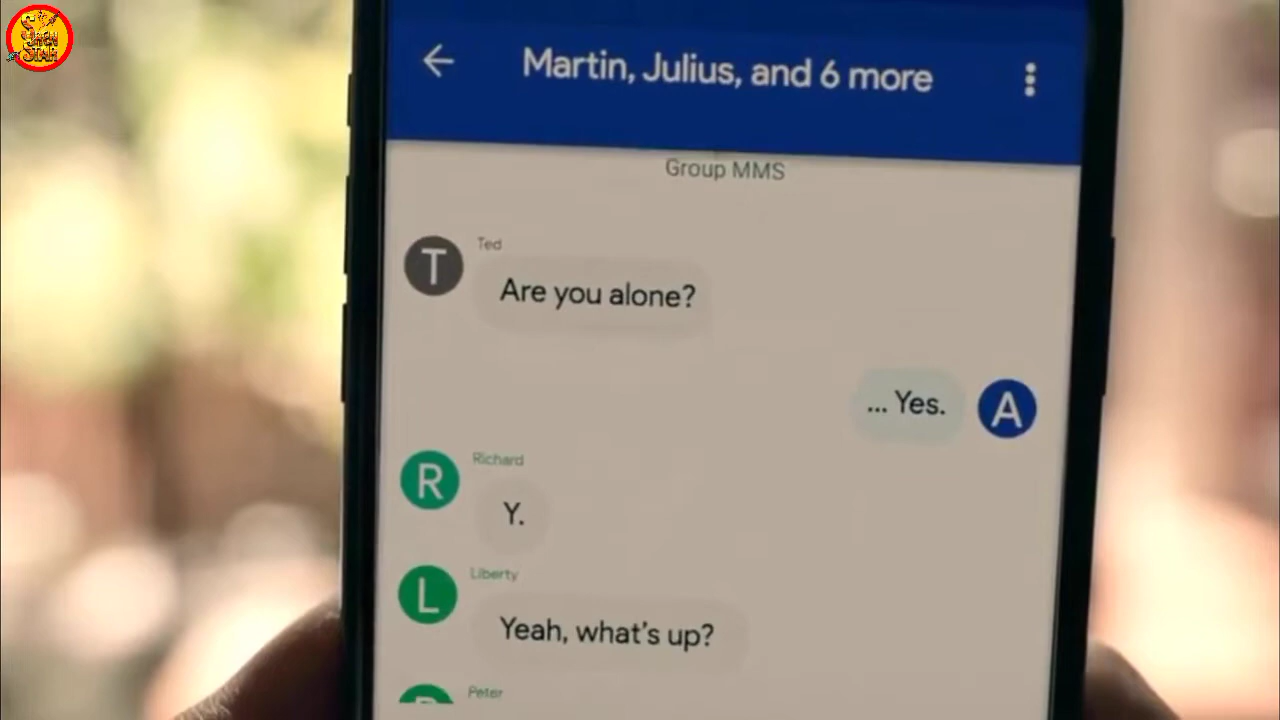 Martin, Julius, and 6 more
Group MMS
T
Ted
Are you alone?
... Yes.
A
R
Richard
Y.
L
Liberty
Yeah, what's up?
Peter